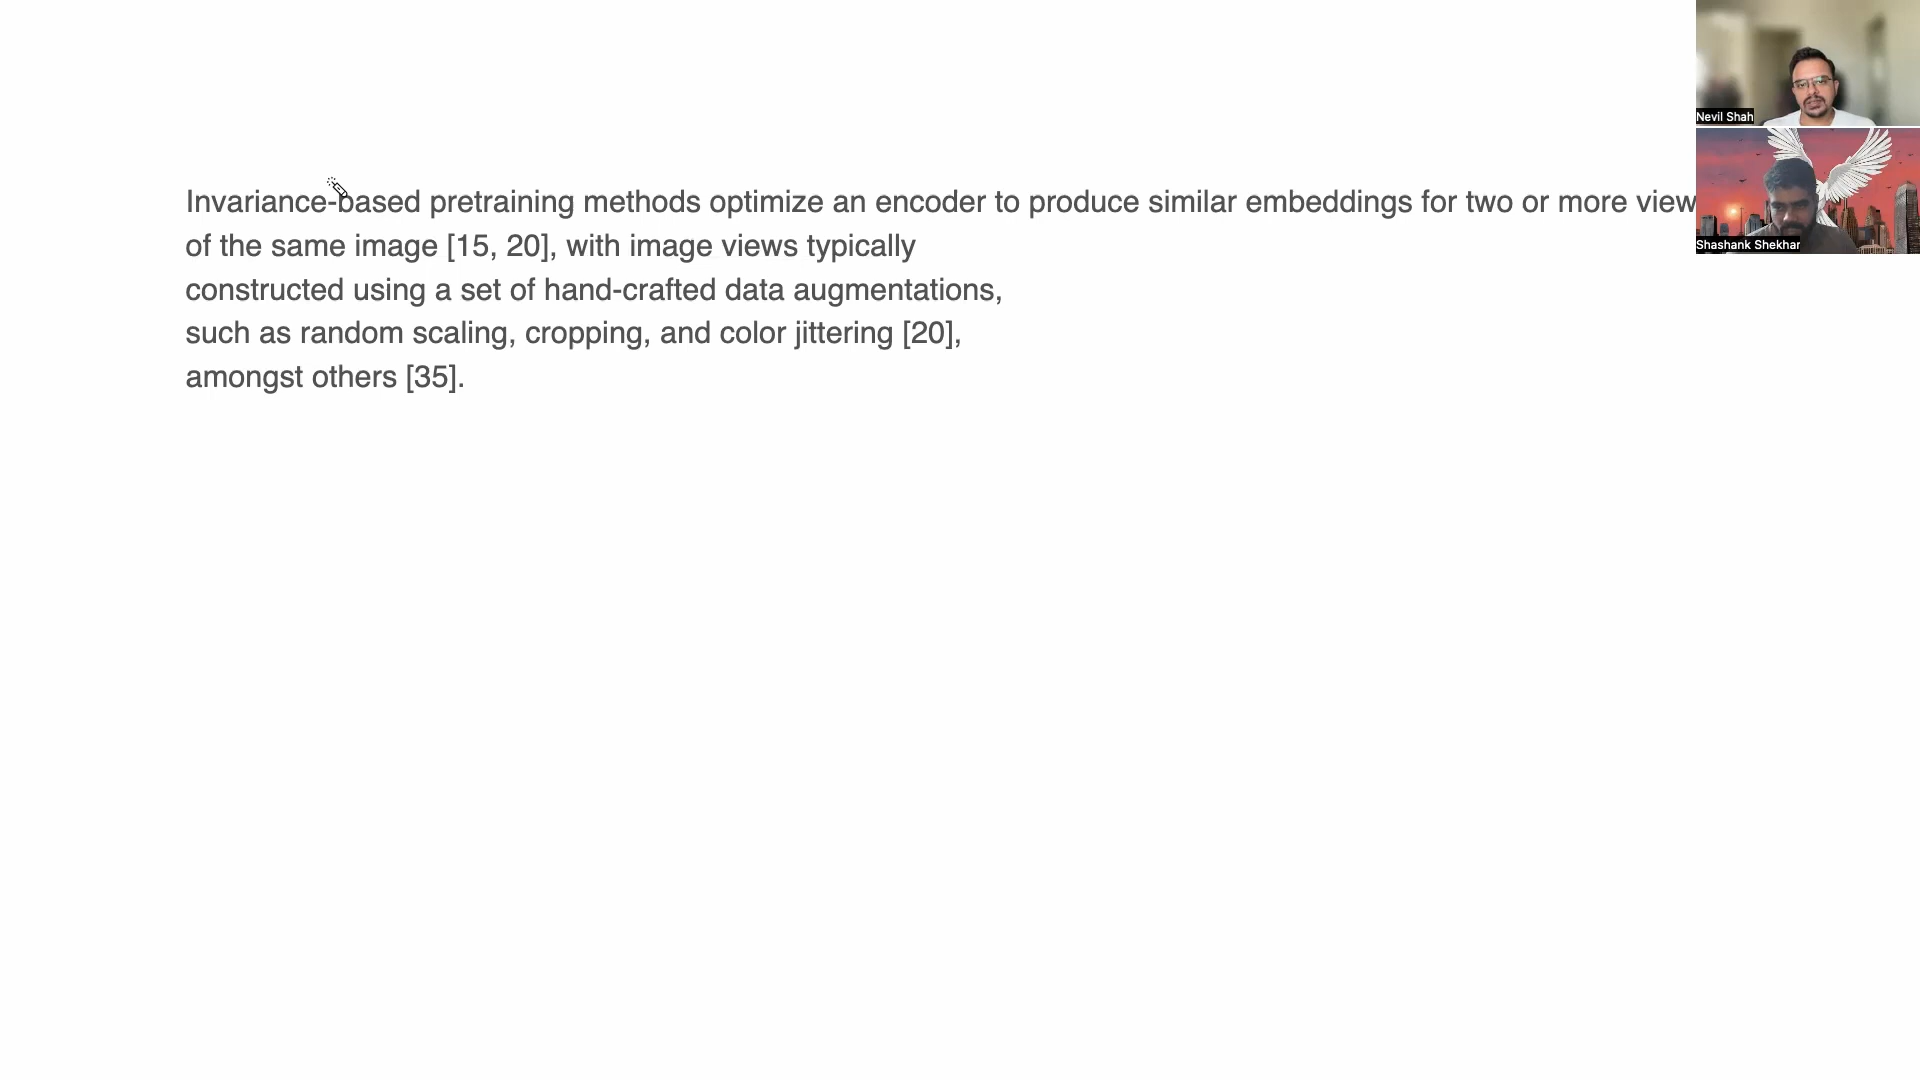 Invariance-based pretraining methods optimize an encoder to produce similar embeddings for two or more view
of the same image [15, 20], with image views typically
constructed using a set of hand-crafted data augmentations,
such as random scaling, cropping, and color jittering [20],
amongst others [35].
Nevil Shah
Shashank Shekhar